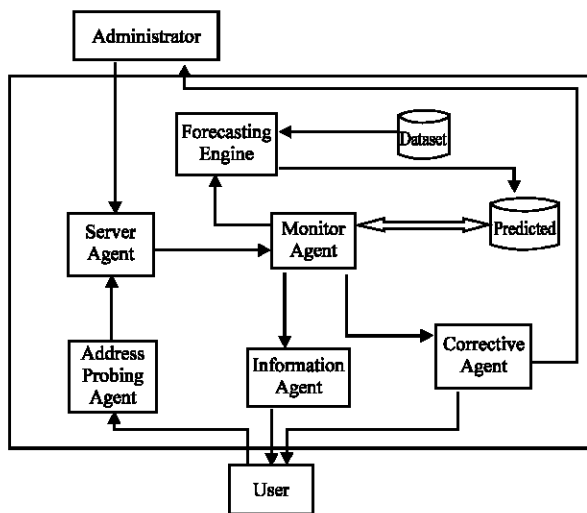 Administrator
Forecasting
Engine
Dataset
Server
Agent
Monitor
Agent
Predicted
Address
Probing
Agent
Information
Agent
Corrective
Agent
User